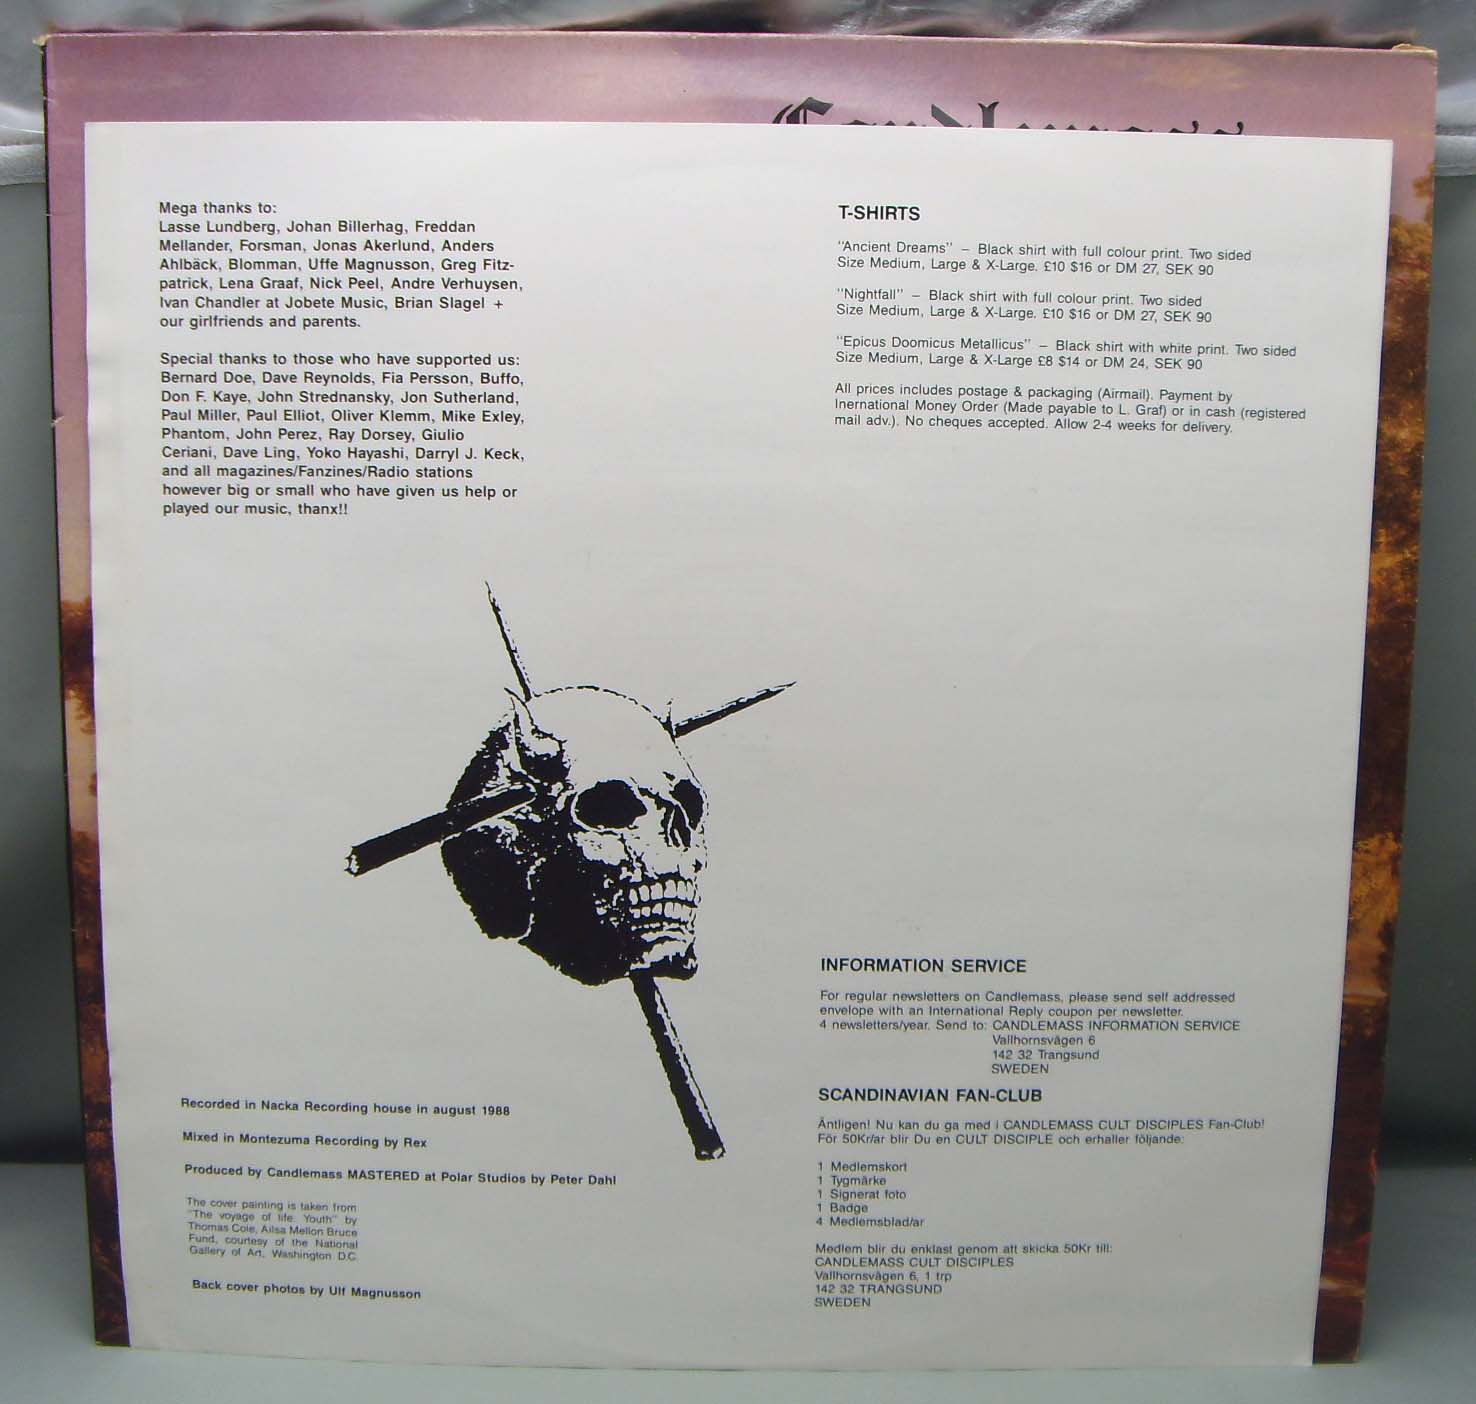 Candlemass
Mega thanks to:
Lasse Lundberg, Johan Billerhag, Freddan
Mellander, Forsman, Jonas Akerlund, Anders
Ahlbäck, Blomman, Uffe Magnusson, Greg Fitz-
patrick, Lena Graaf, Nick Peel, Andre Verhuysen,
Ivan Chandler at Jobete Music, Brian Slagel +
our girlfriends and parents.
Special thanks to those who have supported us:
Bernard Doe, Dave Reynolds, Fia Persson, Buffo,
Don F. Kaye, John Strednansky, Jon Sutherland,
Paul Miller, Paul Elliot, Oliver Klemm, Mike Exley,
Phantom, John Perez, Ray Dorsey, Giulio
Ceriani, Dave Ling, Yoko Hayashi, Darryl J. Keck,
and all magazines/Fanzines/Radio stations
however big or small who have given us help or
played our music, thanx!!
Recorded in Nacka Recording house in august 1988
Mixed in Montezuma Recording by Rex
Produced by Candlemass MASTERED at Polar Studios by Peter Dahl
The cover painting is taken from
"The voyage of life. Youth" by
Thomas Cole, Ailsa Mellon Bruce
Fund, courtesy of the National
Gallery of Art, Washington D.C.
Back cover photos by Ulf Magnusson
T-SHIRTS
"Ancient Dreams" – Black shirt with full colour print. Two sided
Size Medium, Large & X-Large. £10 $16 or DM 27, SEK 90
"Nightfall" – Black shirt with full colour print. Two sided
Size Medium, Large & X-Large. £10 $16 or DM 27, SEK 90
"Epicus Doomicus Metallicus" – Black shirt with white print. Two sided
Size Medium, Large & X-Large £8 $14 or DM 24, SEK 90
All prices includes postage & packaging (Airmail). Payment by
Inernational Money Order (Made payable to L. Graf) or in cash (registered
mail adv.). No cheques accepted. Allow 2-4 weeks for delivery.
INFORMATION SERVICE
For regular newsletters on Candlemass, please send self addressed
envelope with an International Reply coupon per newsletter.
4 newsletters/year. Send to: CANDLEMASS INFORMATION SERVICE
Vallhornsvägen 6
142 32 Trangsund
SWEDEN
SCANDINAVIAN FAN-CLUB
Äntligen! Nu kan du ga med i CANDLEMASS CULT DISCIPLES Fan-Club!
För 50Kr/ar blir Du en CULT DISCIPLE och erhaller följande:
1 Medlemskort
1 Tygmärke
1 Signerat foto
1 Badge
4 Medlemsblad/ar
Medlem blir du enklast genom att skicka 50Kr till:
CANDLEMASS CULT DISCIPLES
Vallhornsvägen 6, 1 trp
142 32 TRANGSUND
SWEDEN